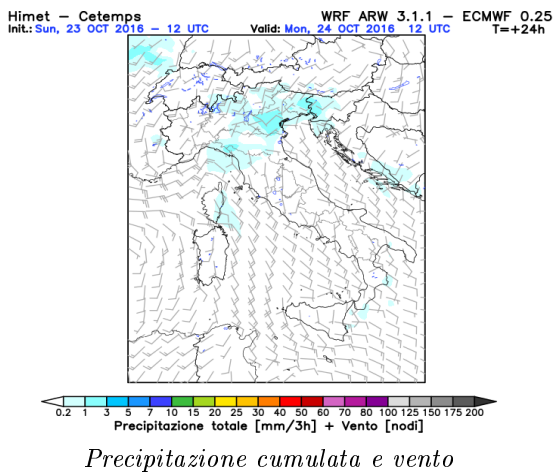 Himet – Cetemps WRF ARW 3.1.1 – ECMWF 0.25
Init.: Sun, 23 OCT 2016 – 12 UTC Valid: Mon, 24 OCT 2016 12 UTC T=+24h
0.2 1 3 5 7 10 15 20 25 30 40 50 60 70 80 100 125 150 175 200
Precipitazione totale [mm/3h] + Vento [nodi]
Precipitazione cumulata e vento